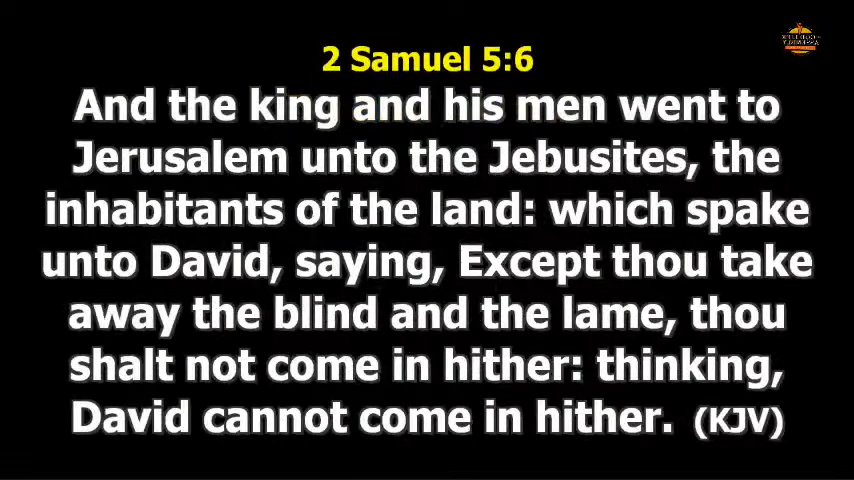 2 Samuel 5:6
And the king and his men went to
Jerusalem unto the Jebusites, the
inhabitants of the land: which spake
unto David, saying, Except thou take
away the blind and the lame, thou
shalt not come in hither: thinking,
David cannot come in hither. (KJV)